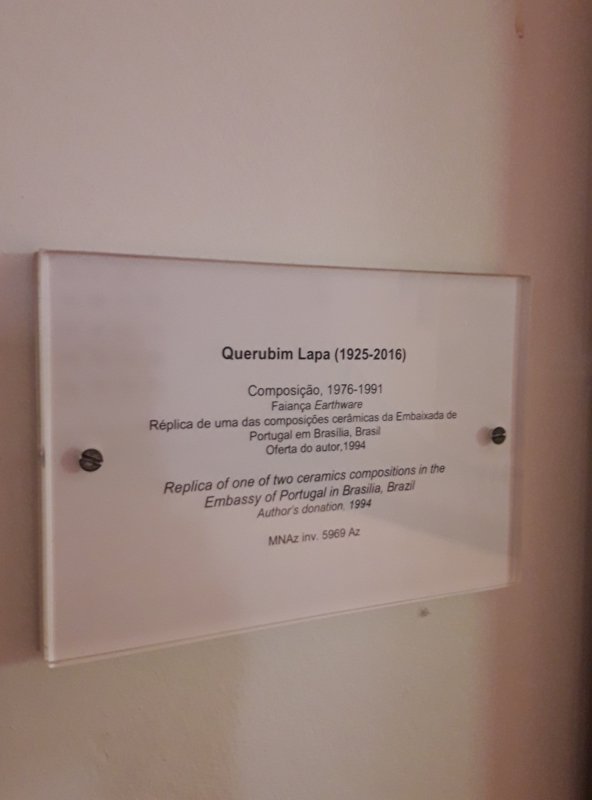 Querubim Lapa (1925-2016)
Composição, 1976-1991
Faiança Earthware
Réplica de uma das composições cerâmicas da Embaixada de
Portugal em Brasília, Brasil
Oferta do autor,1994
Replica of one of two ceramics compositions in the
Embassy of Portugal in Brasília, Brazil
Author's donation, 1994
MNAz inv. 5969 Az